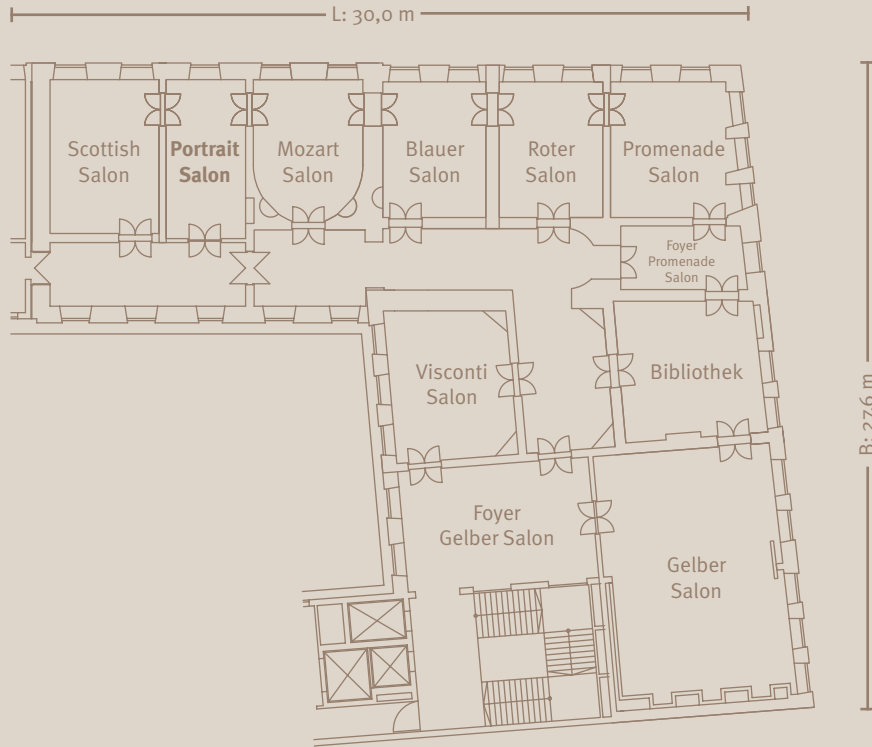 L: 30,0 m
Scottish
Salon
Portrait
Salon
Mozart
Salon
Blauer
Salon
Roter
Salon
Promenade
Salon
Foyer
Promenade
Salon
Visconti
Salon
Bibliothek
B: 27,6 m
Foyer
Gelber Salon
Gelber
Salon